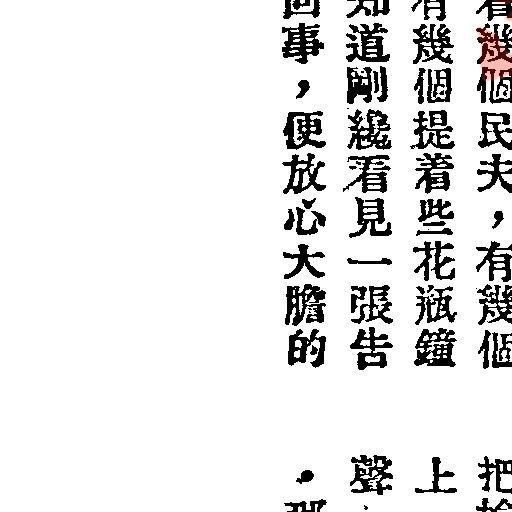 幾個民夫，有幾個
有幾個提着些花瓶鐘
知道剛纔看見一張告
回事，便放心大膽的
把
上
聲
．